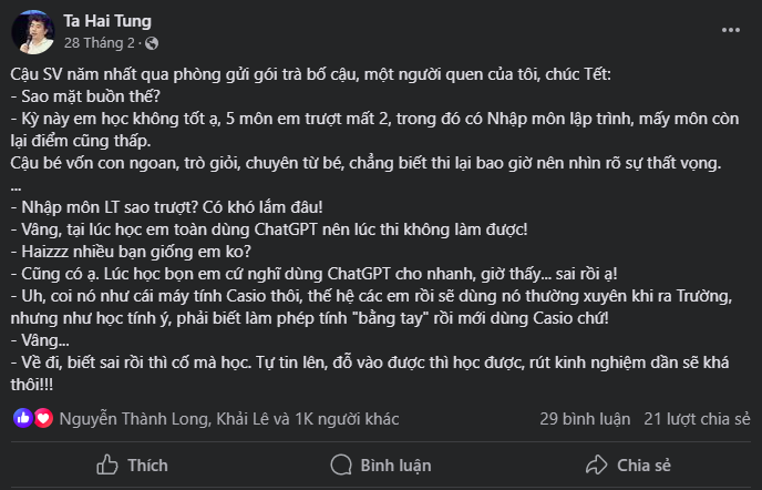 Ta Hai Tung
28 Tháng 2 ·
Cậu SV năm nhất qua phòng gửi gói trà bố cậu, một người quen của tôi, chúc Tết:
- Sao mặt buồn thế?
- Kỳ này em học không tốt ạ, 5 môn em trượt mất 2, trong đó có Nhập môn lập trình, mấy môn còn
lại điểm cũng thấp.
Cậu bé vốn con ngoan, trò giỏi, chuyên từ bé, chẳng biết thi lại bao giờ nên nhìn rõ sự thất vọng.
...
- Nhập môn LT sao trượt? Có khó lắm đâu!
- Vâng, tại lúc học em toàn dùng ChatGPT nên lúc thi không làm được!
- Haizzz nhiều bạn giống em ko?
- Cũng có ạ. Lúc học bọn em cứ nghĩ dùng ChatGPT cho nhanh, giờ thấy... sai rồi ạ!
- Uh, coi nó như cái máy tính Casio thôi, thế hệ các em rồi sẽ dùng nó thường xuyên khi ra Trường,
nhưng như học tính ý, phải biết làm phép tính "bằng tay" rồi mới dùng Casio chứ!
- Vâng...
- Về đi, biết sai rồi thì cố mà học. Tự tin lên, đỗ vào được thì học được, rút kinh nghiệm dần sẽ khá
thôi!!!
Nguyễn Thành Long, Khải Lê và 1K người khác
29 bình luận 21 lượt chia sẻ
Thích Bình luận Chia sẻ